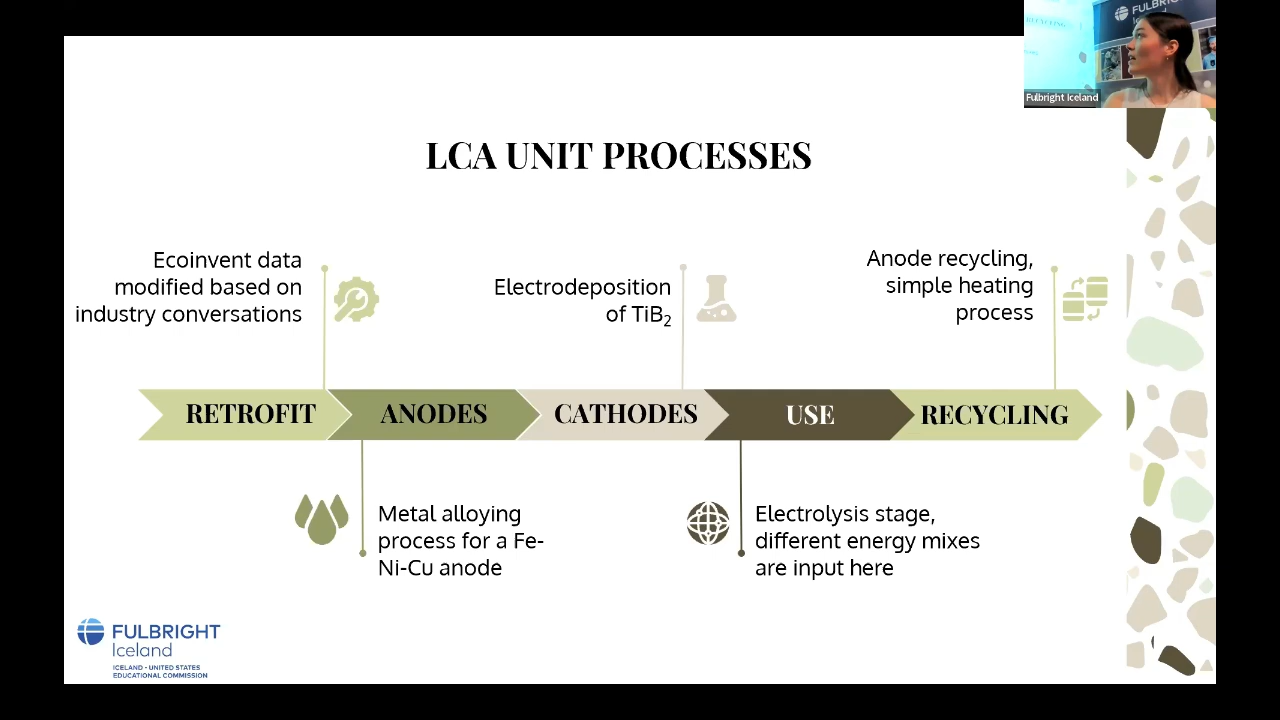 FULBRIGHT
RECYCLING
Fulbright Iceland
LCA UNIT PROCESSES
Ecoinvent data
modified based on
industry conversations
Electrodeposition
of TiB₂
Anode recycling,
simple heating
process
RETROFIT
ANODES
CATHODES
USE
RECYCLING
Metal alloying
process for a Fe-
Ni-Cu anode
Electrolysis stage,
different energy mixes
are input here
FULBRIGHT
Iceland
ICELAND - UNITED STATES
EDUCATIONAL COMMISSION